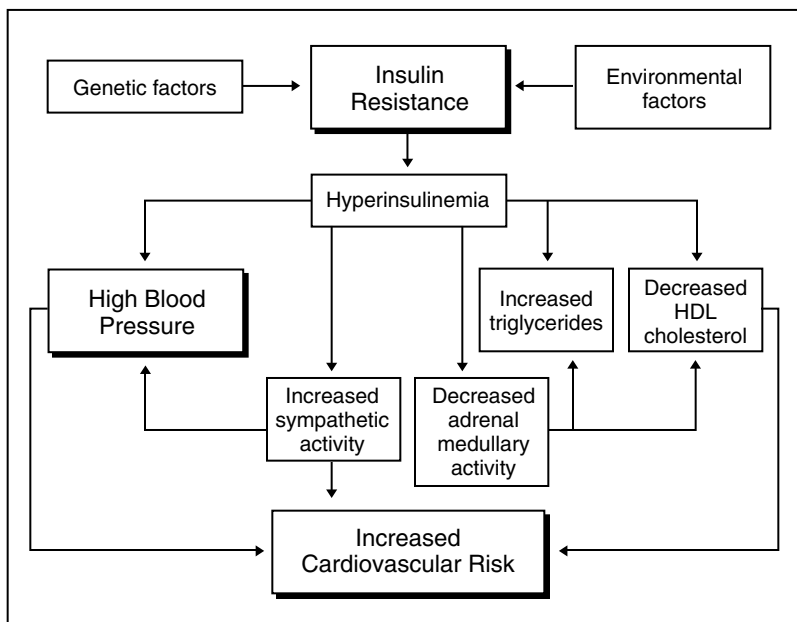 Genetic factors
Insulin
Resistance
Environmental
factors
Hyperinsulinemia
High Blood
Pressure
Increased
triglycerides
Decreased
HDL
cholesterol
Increased
sympathetic
activity
Decreased
adrenal
medullary
activity
Increased
Cardiovascular Risk